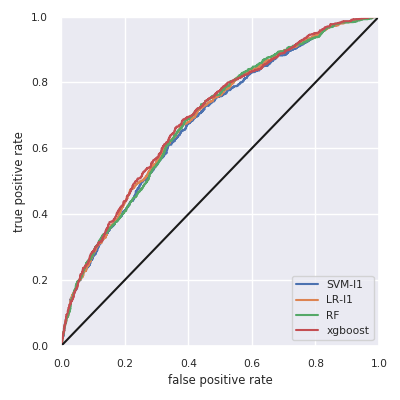 1.0
0.8
0.6
0.4
0.2
0.0
true positive rate
SVM-l1
LR-l1
RF
xgboost
0.0 0.2 0.4 0.6 0.8 1.0
false positive rate